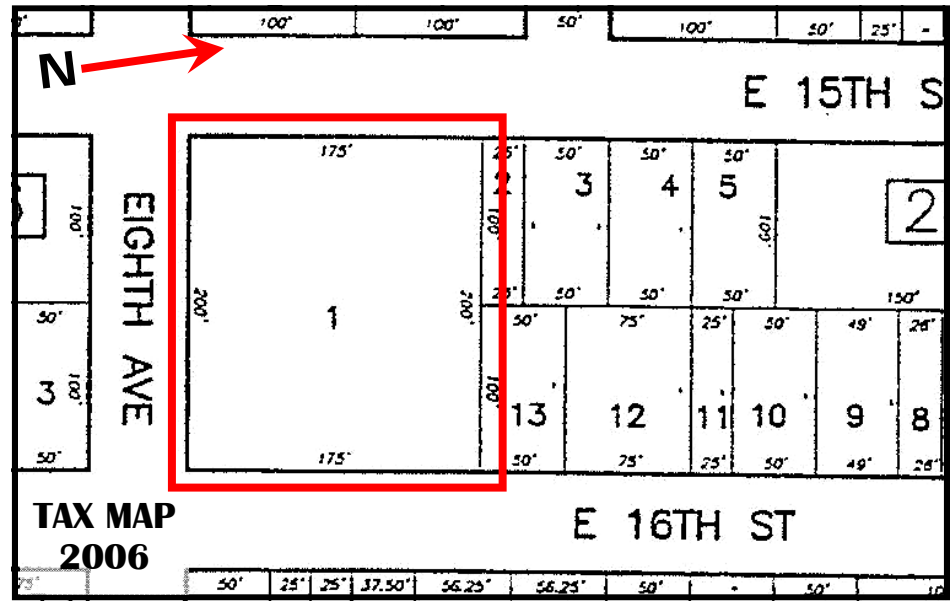 100' 100' 50' 100' 50' 25'
N
E 15TH S
175' 25' 50' 50' 50'
2 3 4 5 2
100' 100' 100'
EIGHTH AVE
200' 1 200'
25' 50' 50' 50' 150'
50' 50' 75' 25' 50' 49' 26'
3 100' 100'
13 12 11 10 9 8
50' 175' 50' 75' 25' 50' 49' 26'
TAX MAP
2006
E 16TH ST
75' 50' 25' 25' 37.50' 56.25' 56.25' 50' 50'